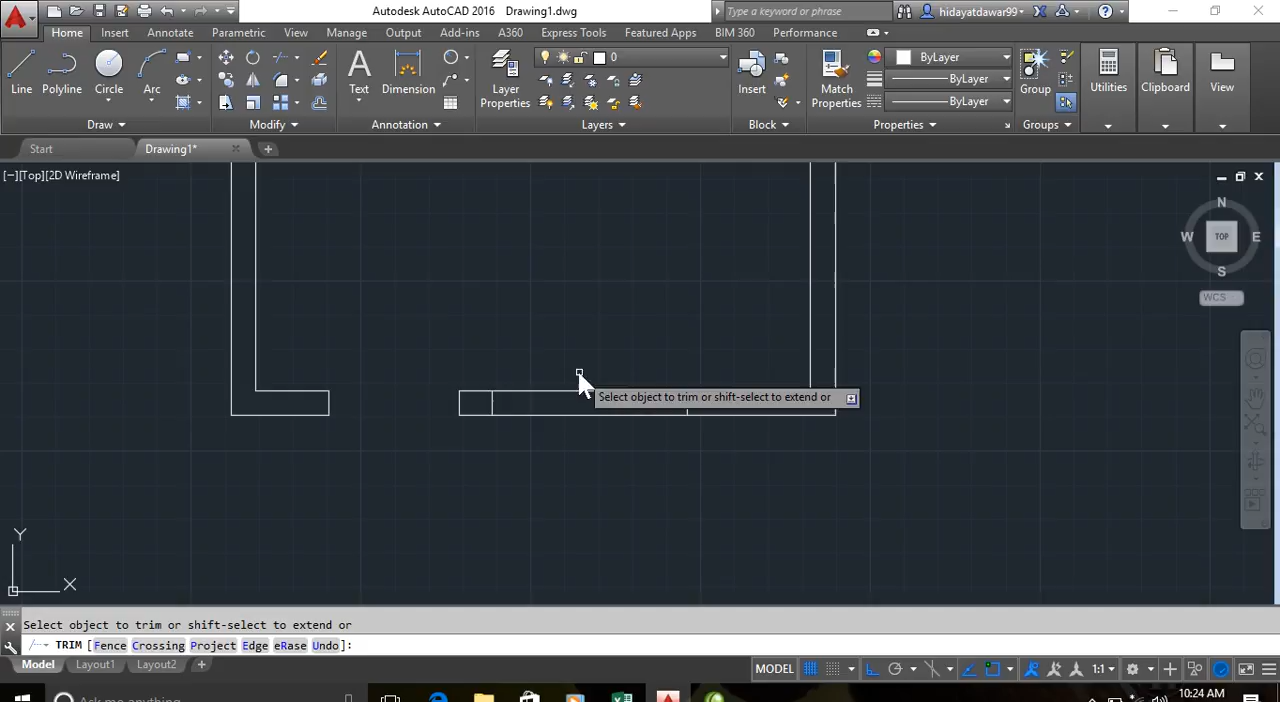 Autodesk AutoCAD 2016 Drawing1.dwg
Type a keyword or phrase
hidayatdawar99
Home Insert Annotate Parametric View Manage Output Add-ins A360 Express Tools Featured Apps BIM 360 Performance
Line Polyline Circle Arc
Text Dimension
Layer Properties
0
Insert
Match Properties
ByLayer
ByLayer
ByLayer
Group
Utilities
Clipboard
View
Draw Modify Annotation Layers Block Properties Groups
Start Drawing1*
[−][Top][2D Wireframe]
N
W TOP E
S
WCS
Select object to trim or shift-select to extend or
Y
X
Select object to trim or shift-select to extend or
TRIM [Fence Crossing Project Edge eRase Undo]:
Model Layout1 Layout2
MODEL 1:1
Ask me anything
10:24 AM